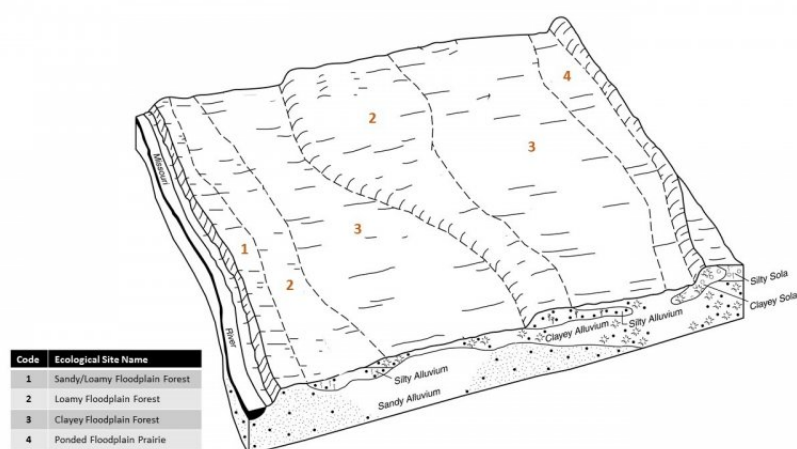 4
2
3
Missouri
1
3
2
River
Silty Sola
Clayey Sola
Clayey Alluvium
Silty Alluvium
Silty Alluvium
Sandy Alluvium
Code Ecological Site Name
1 Sandy/Loamy Floodplain Forest
2 Loamy Floodplain Forest
3 Clayey Floodplain Forest
4 Ponded Floodplain Prairie